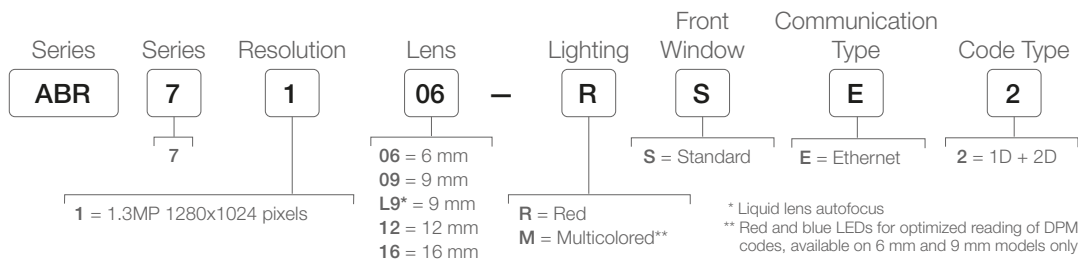 Series Series Resolution Lens Lighting Front Window Communication Type Code Type
ABR 7 1 06 – R S E 2
7
1 = 1.3MP 1280x1024 pixels
06 = 6 mm
09 = 9 mm
L9* = 9 mm
12 = 12 mm
16 = 16 mm
R = Red
M = Multicolored**
S = Standard
E = Ethernet
2 = 1D + 2D
* Liquid lens autofocus
** Red and blue LEDs for optimized reading of DPM
codes, available on 6 mm and 9 mm models only